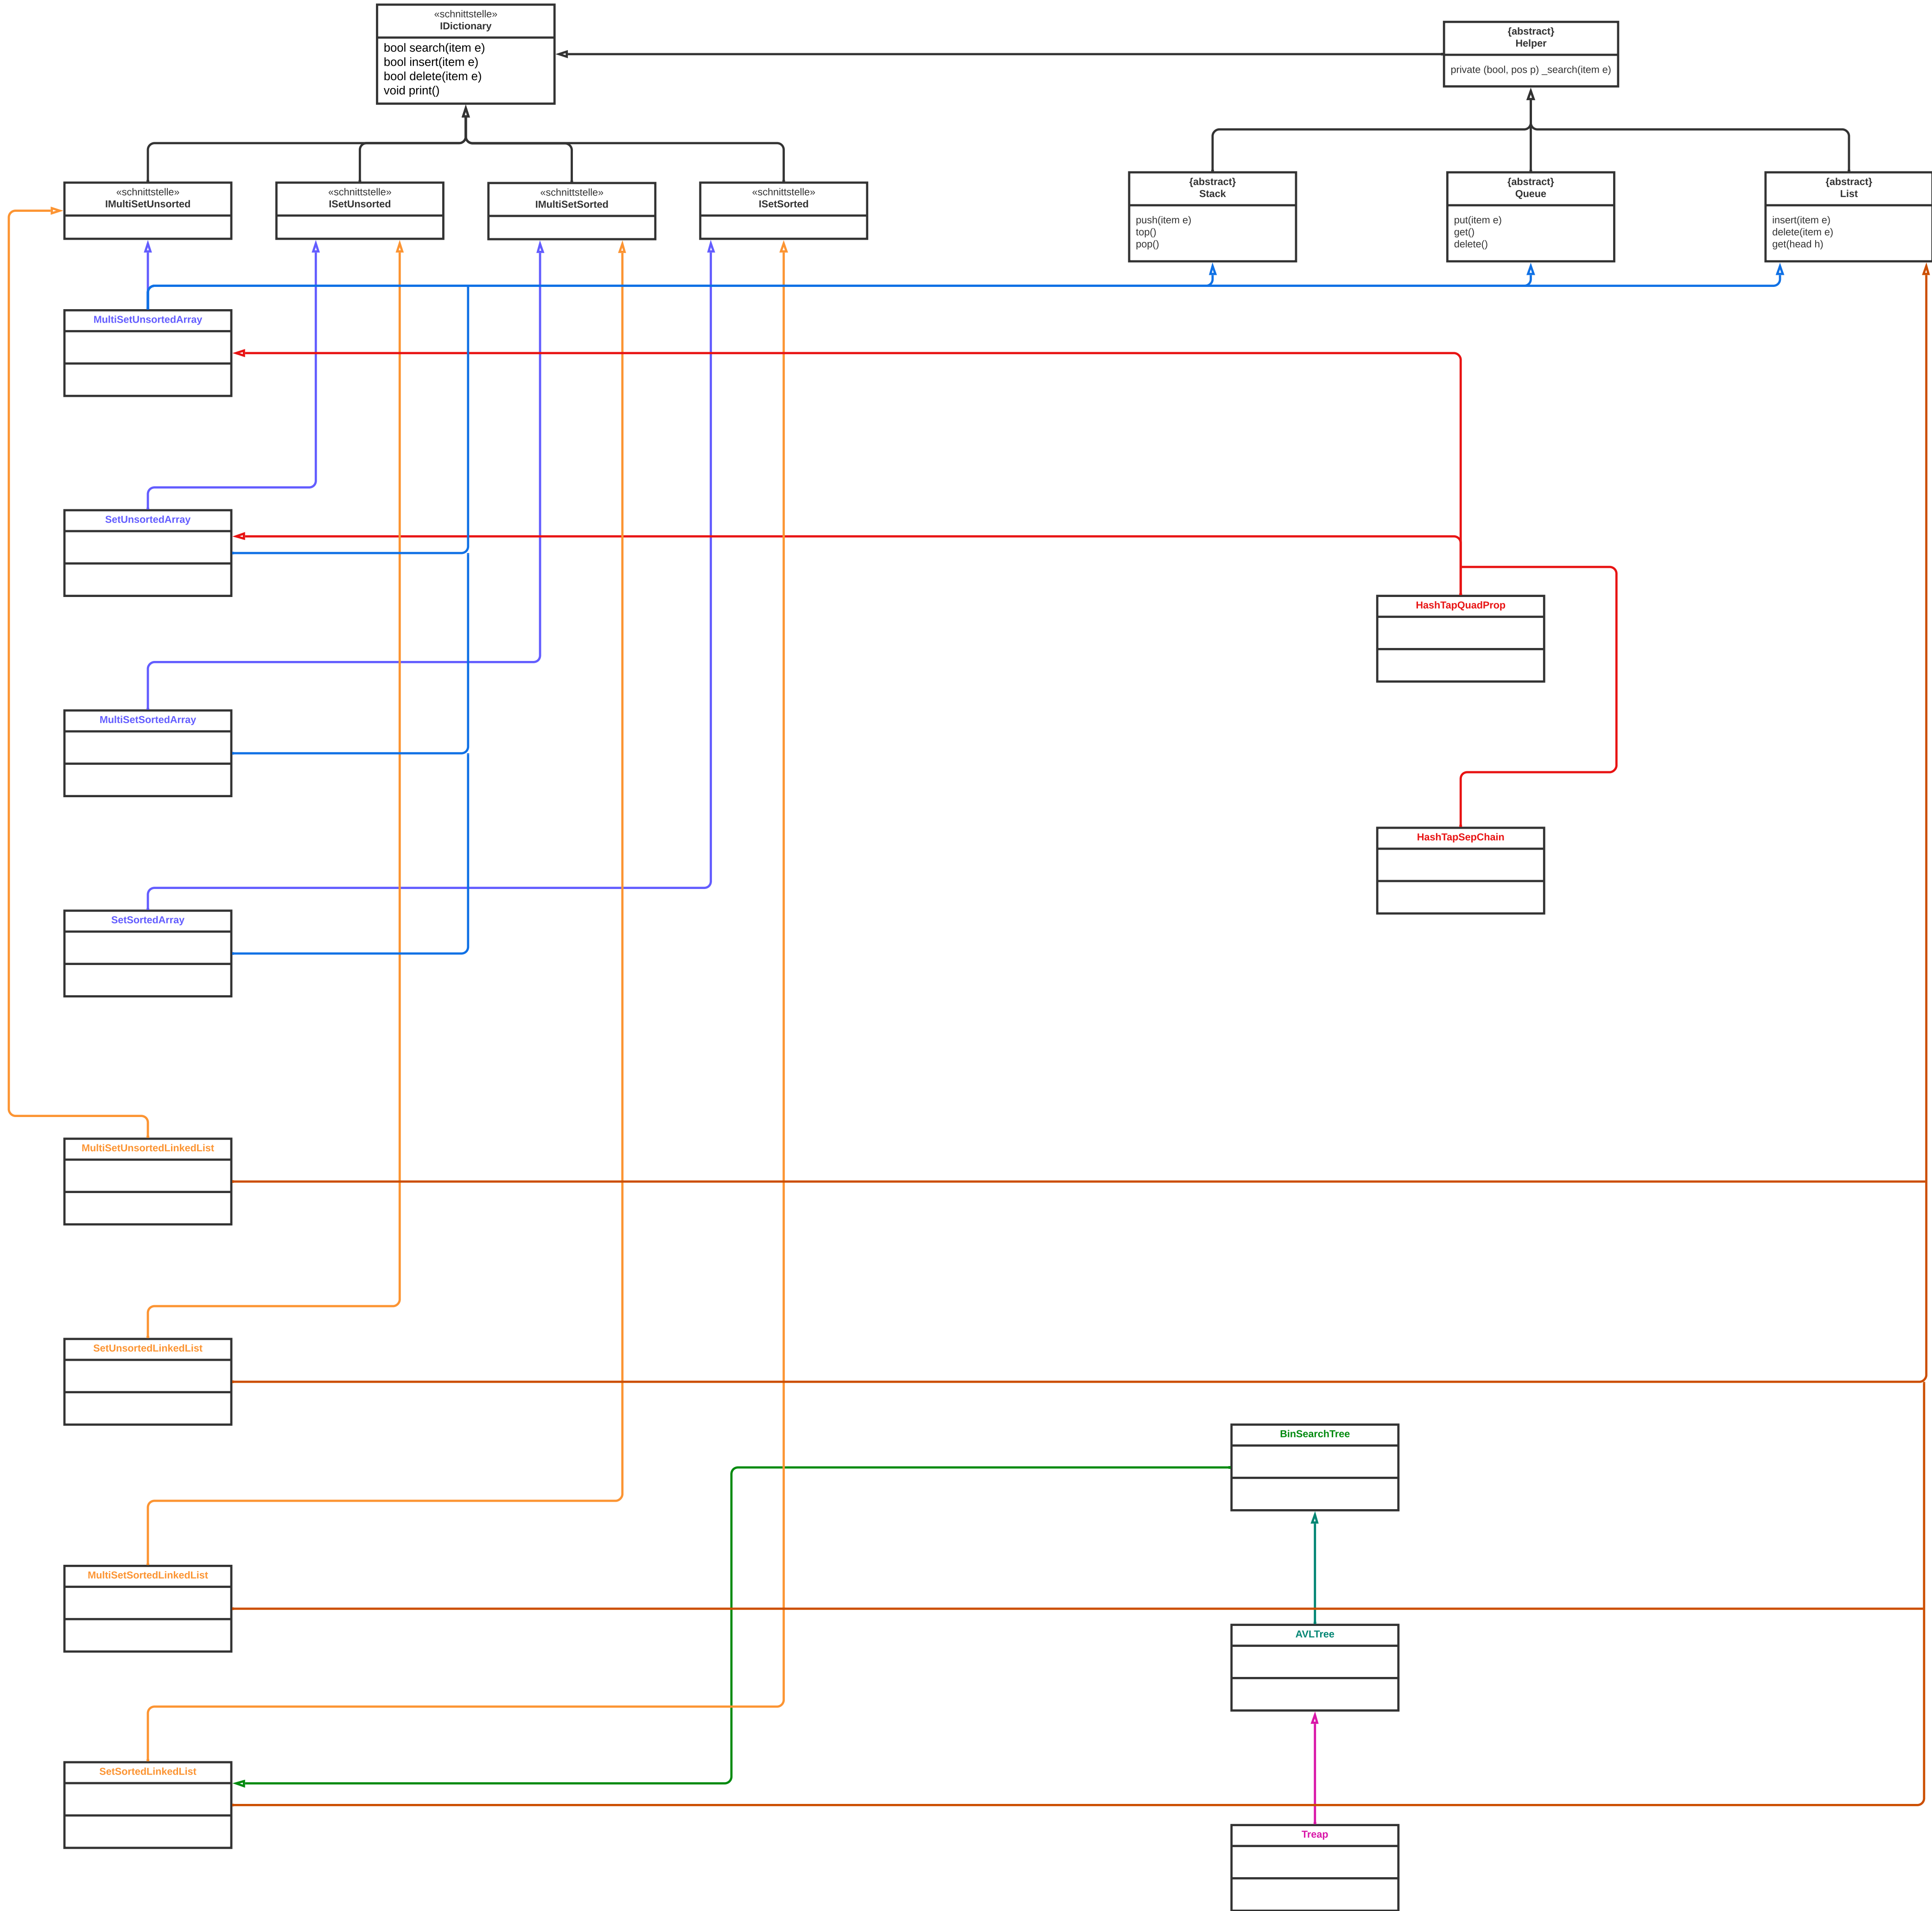 «schnittstelle»
IDictionary
bool search(item e)
bool insert(item e)
bool delete(item e)
void print()
{abstract}
Helper
private (bool, pos p) _search(item e)
«schnittstelle»
IMultiSetUnsorted
«schnittstelle»
ISetUnsorted
«schnittstelle»
IMultiSetSorted
«schnittstelle»
ISetSorted
{abstract}
Stack
push(item e)
top()
pop()
{abstract}
Queue
put(item e)
get()
delete()
{abstract}
List
insert(item e)
delete(item e)
get(head h)
MultiSetUnsortedArray
SetUnsortedArray
HashTapQuadProp
MultiSetSortedArray
HashTapSepChain
SetSortedArray
MultiSetUnsortedLinkedList
SetUnsortedLinkedList
BinSearchTree
MultiSetSortedLinkedList
AVLTree
SetSortedLinkedList
Treap